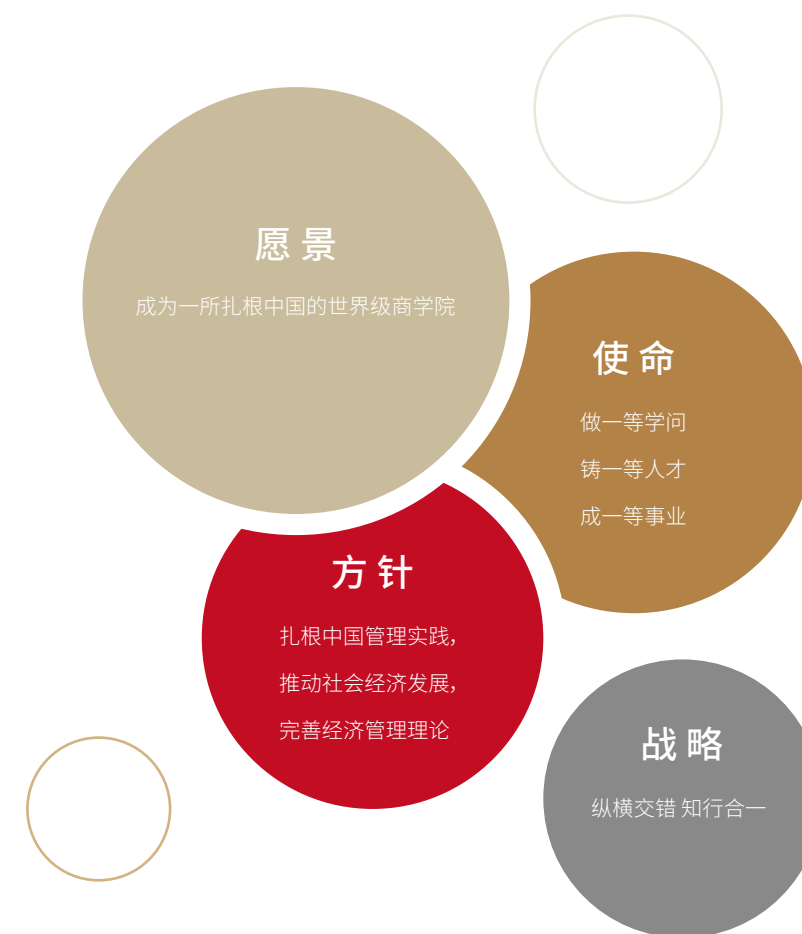 愿景
成为一所扎根中国的世界级商学院
使命
做一等学问
铸一等人才
成一等事业
方针
扎根中国管理实践，
推动社会经济发展，
完善经济管理理论
战略
纵横交错 知行合一